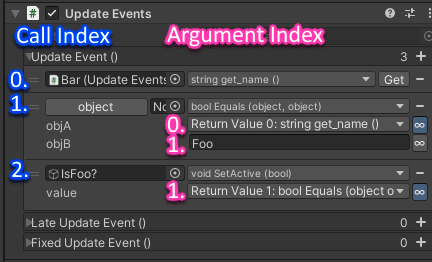 Update Events
Call Index Argument Index
Update Event () 3 +
0. Bar (Update Events string get_name () Get
1. object No bool Equals (object, object)
objA 0. Return Value 0: string get_name ()
objB 1. Foo
2. IsFoo? void SetActive (bool)
value 1. Return Value 1: bool Equals (object o
Late Update Event () 0 +
Fixed Update Event () 0 +